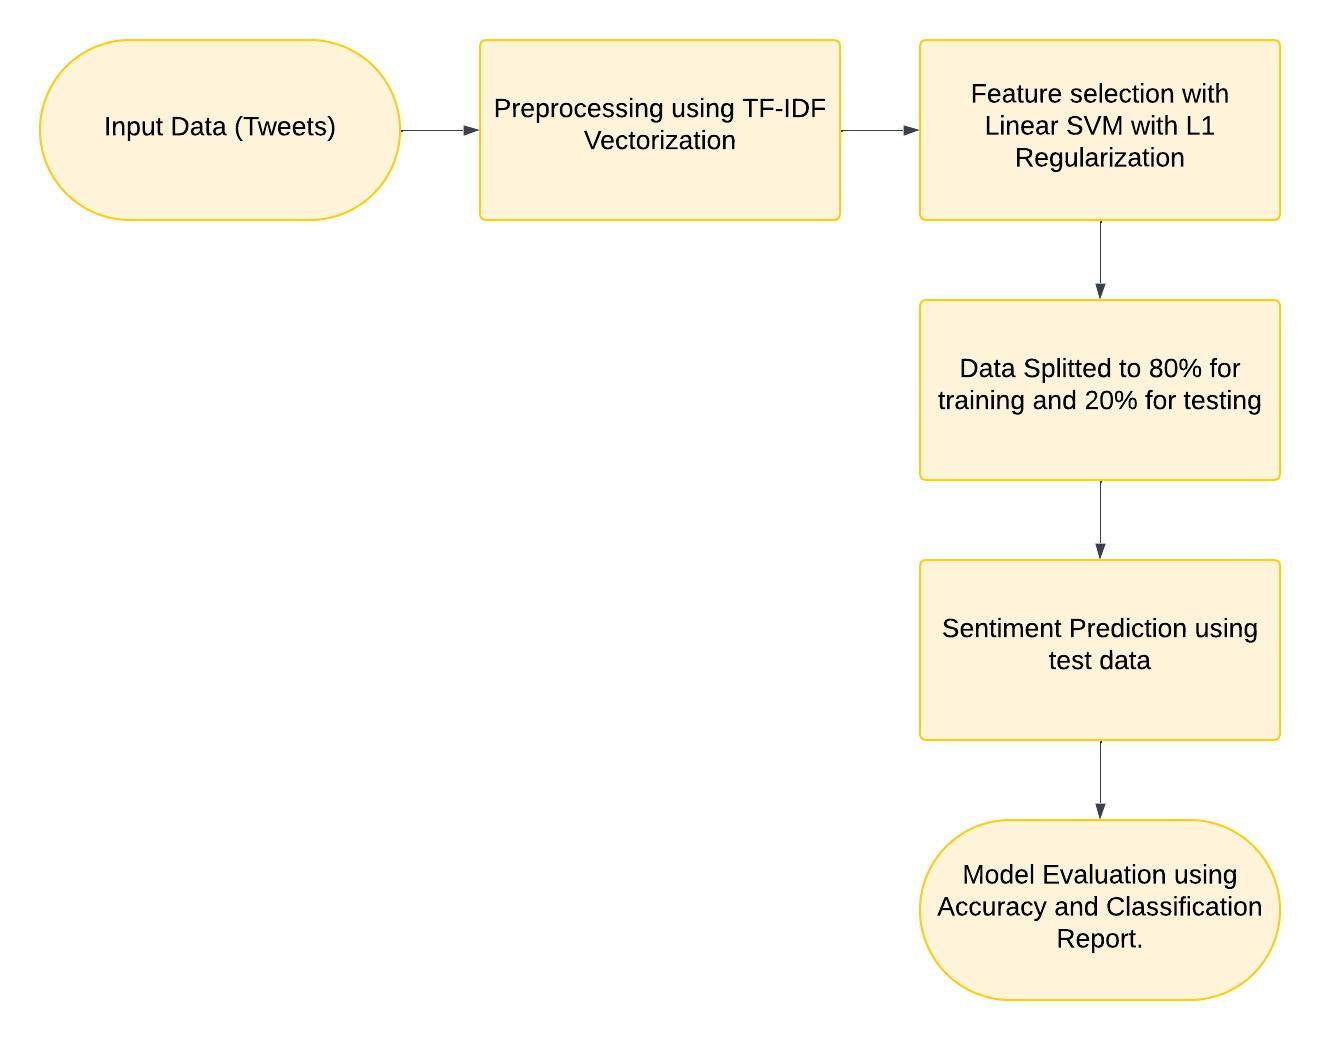 Input Data (Tweets)
Preprocessing using TF-IDF
Vectorization
Feature selection with
Linear SVM with L1
Regularization
Data Splitted to 80% for
training and 20% for testing
Sentiment Prediction using
test data
Model Evaluation using
Accuracy and Classification
Report.